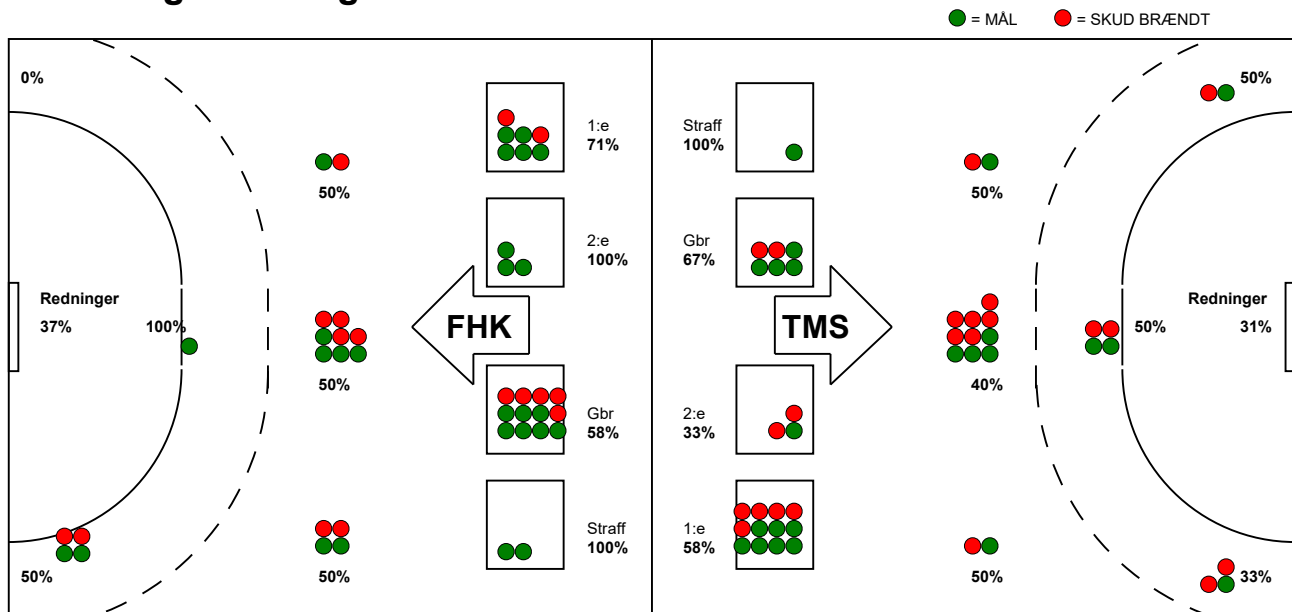 = MÅL
= SKUD BRÆNDT
0%
50%
1:e
71%
Straff
100%
50%
50%
50%
2:e
100%
Gbr
67%
Redninger
37%
100%
FHK
TMS
50%
Redninger
31%
50%
40%
Gbr
58%
2:e
33%
Straff
100%
1:e
58%
50%
50%
50%
33%